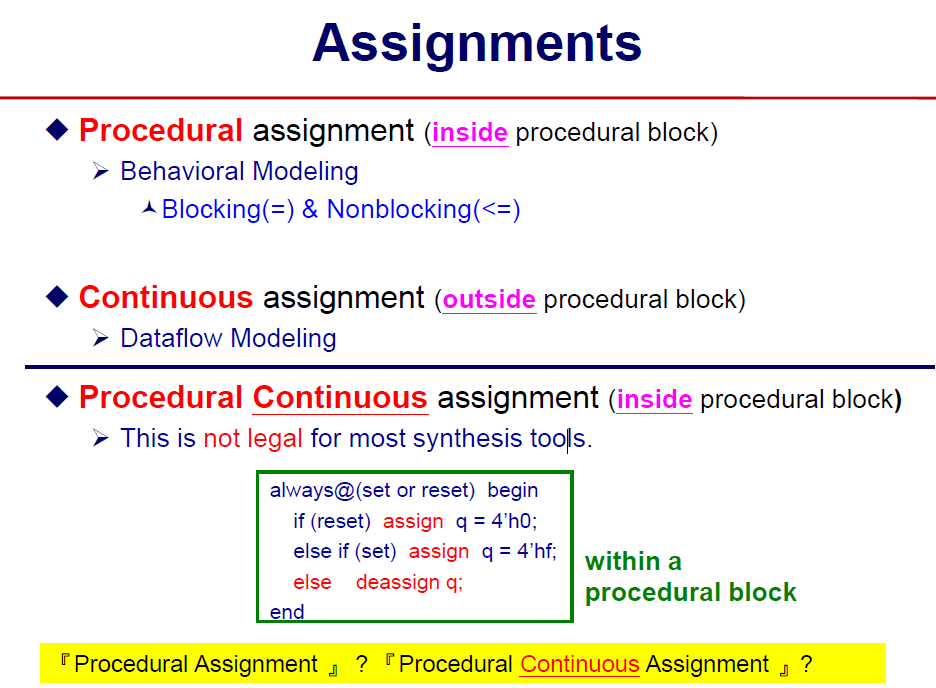 Assignments
Procedural assignment (inside procedural block)
Behavioral Modeling
Blocking(=) & Nonblocking(<=)
Continuous assignment (outside procedural block)
Dataflow Modeling
Procedural Continuous assignment (inside procedural block)
This is not legal for most synthesis tools.
always@(set or reset) begin
if (reset) assign q = 4’h0;
else if (set) assign q = 4’hf;
else deassign q;
end
within a
procedural block
『Procedural Assignment 』 ? 『Procedural Continuous Assignment 』?